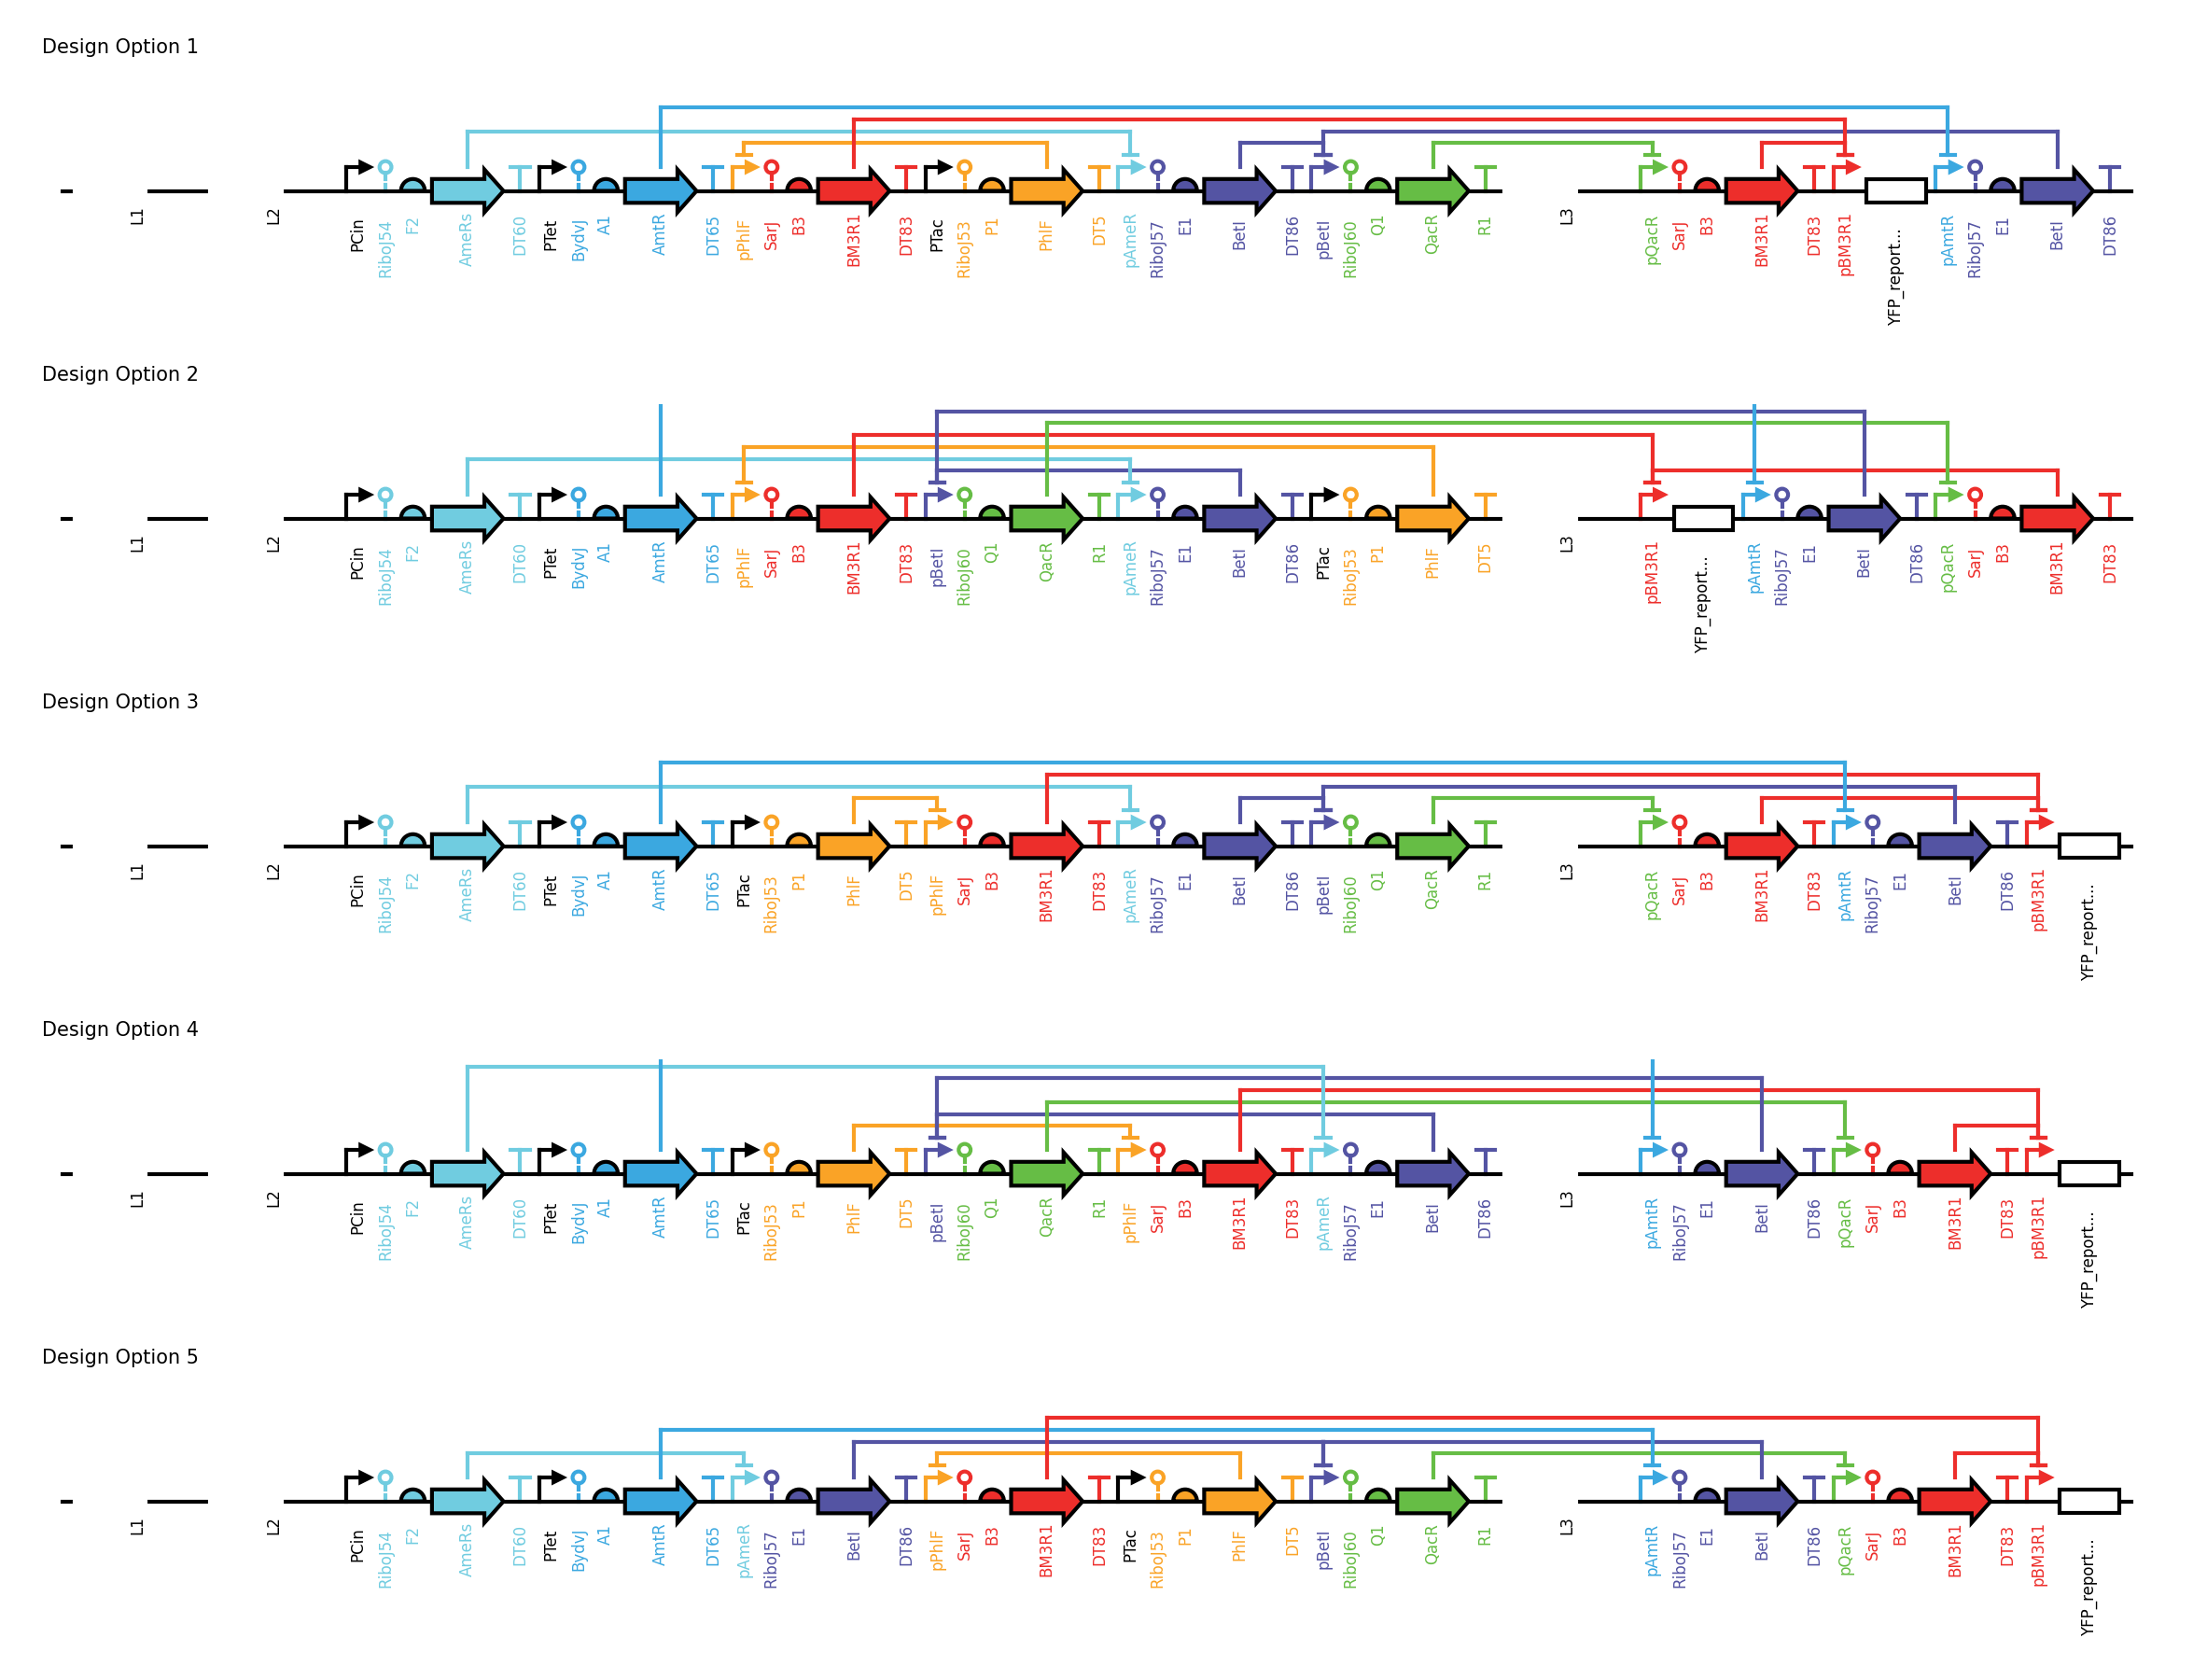 Design Option 1
L1 L2 PCin RiboJ54 F2 AmeRs DT60 PTet BydvJ A1 AmtR DT65 pPhlF SarJ B3 BM3R1 DT83 PTac RiboJ53 P1 PhlF DT5 pAmeR RiboJ57 E1 BetI DT86 pBetI RiboJ60 Q1 QacR R1 L3 pQacR SarJ B3 BM3R1 DT83 pBM3R1 YFP_report... pAmtR RiboJ57 E1 BetI DT86
Design Option 2
L1 L2 PCin RiboJ54 F2 AmeRs DT60 PTet BydvJ A1 AmtR DT65 pPhlF SarJ B3 BM3R1 DT83 pBetI RiboJ60 Q1 QacR R1 pAmeR RiboJ57 E1 BetI DT86 PTac RiboJ53 P1 PhlF DT5 L3 pBM3R1 YFP_report... pAmtR RiboJ57 E1 BetI DT86 pQacR SarJ B3 BM3R1 DT83
Design Option 3
L1 L2 PCin RiboJ54 F2 AmeRs DT60 PTet BydvJ A1 AmtR DT65 PTac RiboJ53 P1 PhlF DT5 pPhlF SarJ B3 BM3R1 DT83 pAmeR RiboJ57 E1 BetI DT86 pBetI RiboJ60 Q1 QacR R1 L3 pQacR SarJ B3 BM3R1 DT83 pAmtR RiboJ57 E1 BetI DT86 pBM3R1 YFP_report...
Design Option 4
L1 L2 PCin RiboJ54 F2 AmeRs DT60 PTet BydvJ A1 AmtR DT65 PTac RiboJ53 P1 PhlF DT5 pBetI RiboJ60 Q1 QacR R1 pPhlF SarJ B3 BM3R1 DT83 pAmeR RiboJ57 E1 BetI DT86 L3 pAmtR RiboJ57 E1 BetI DT86 pQacR SarJ B3 BM3R1 DT83 pBM3R1 YFP_report...
Design Option 5
L1 L2 PCin RiboJ54 F2 AmeRs DT60 PTet BydvJ A1 AmtR DT65 pAmeR RiboJ57 E1 BetI DT86 pPhlF SarJ B3 BM3R1 DT83 PTac RiboJ53 P1 PhlF DT5 pBetI RiboJ60 Q1 QacR R1 L3 pAmtR RiboJ57 E1 BetI DT86 pQacR SarJ B3 BM3R1 DT83 pBM3R1 YFP_report...